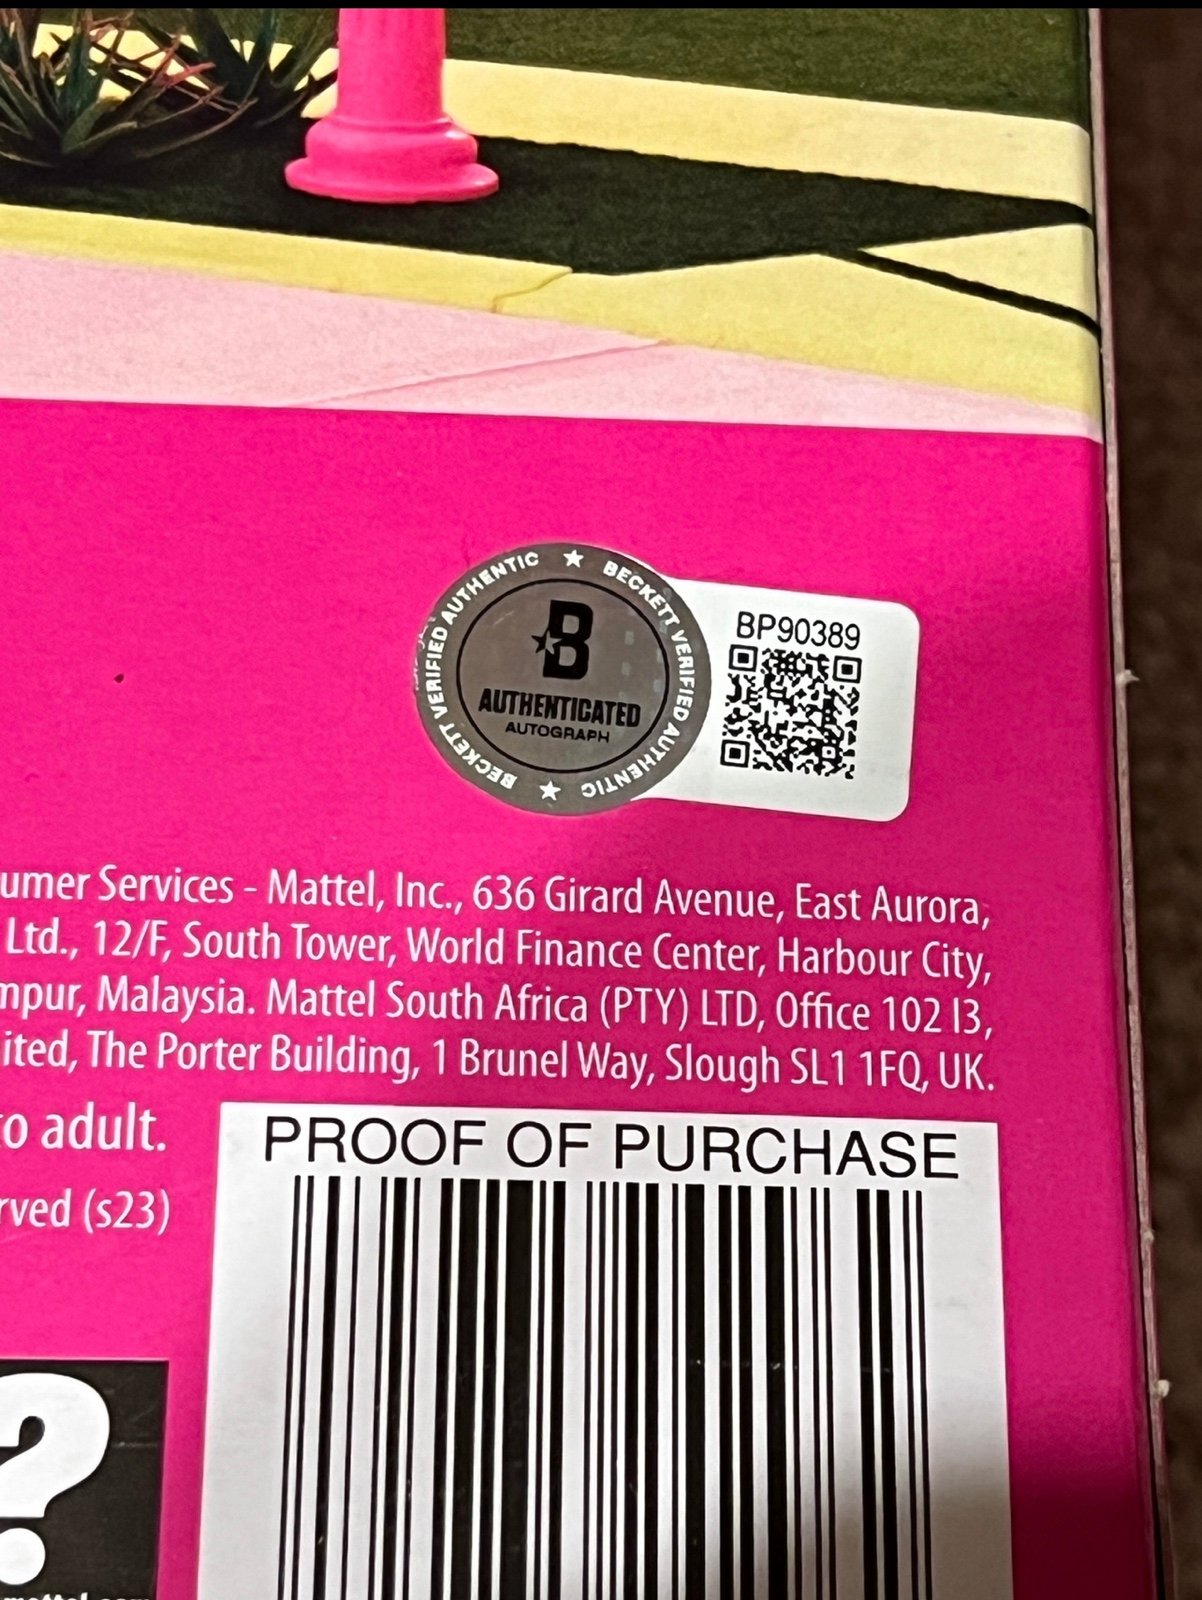 BECKETT VERIFIED AUTHENTIC ★ BECKETT VERIFIED AUTHENTIC ★
B
AUTHENTICATED
AUTOGRAPH
BP90389
umer Services - Mattel, Inc., 636 Girard Avenue, East Aurora,
Ltd., 12/F, South Tower, World Finance Center, Harbour City,
mpur, Malaysia. Mattel South Africa (PTY) LTD, Office 102 I3,
ited, The Porter Building, 1 Brunel Way, Slough SL1 1FQ, UK.
to adult.
rved (s23)
PROOF OF PURCHASE
?